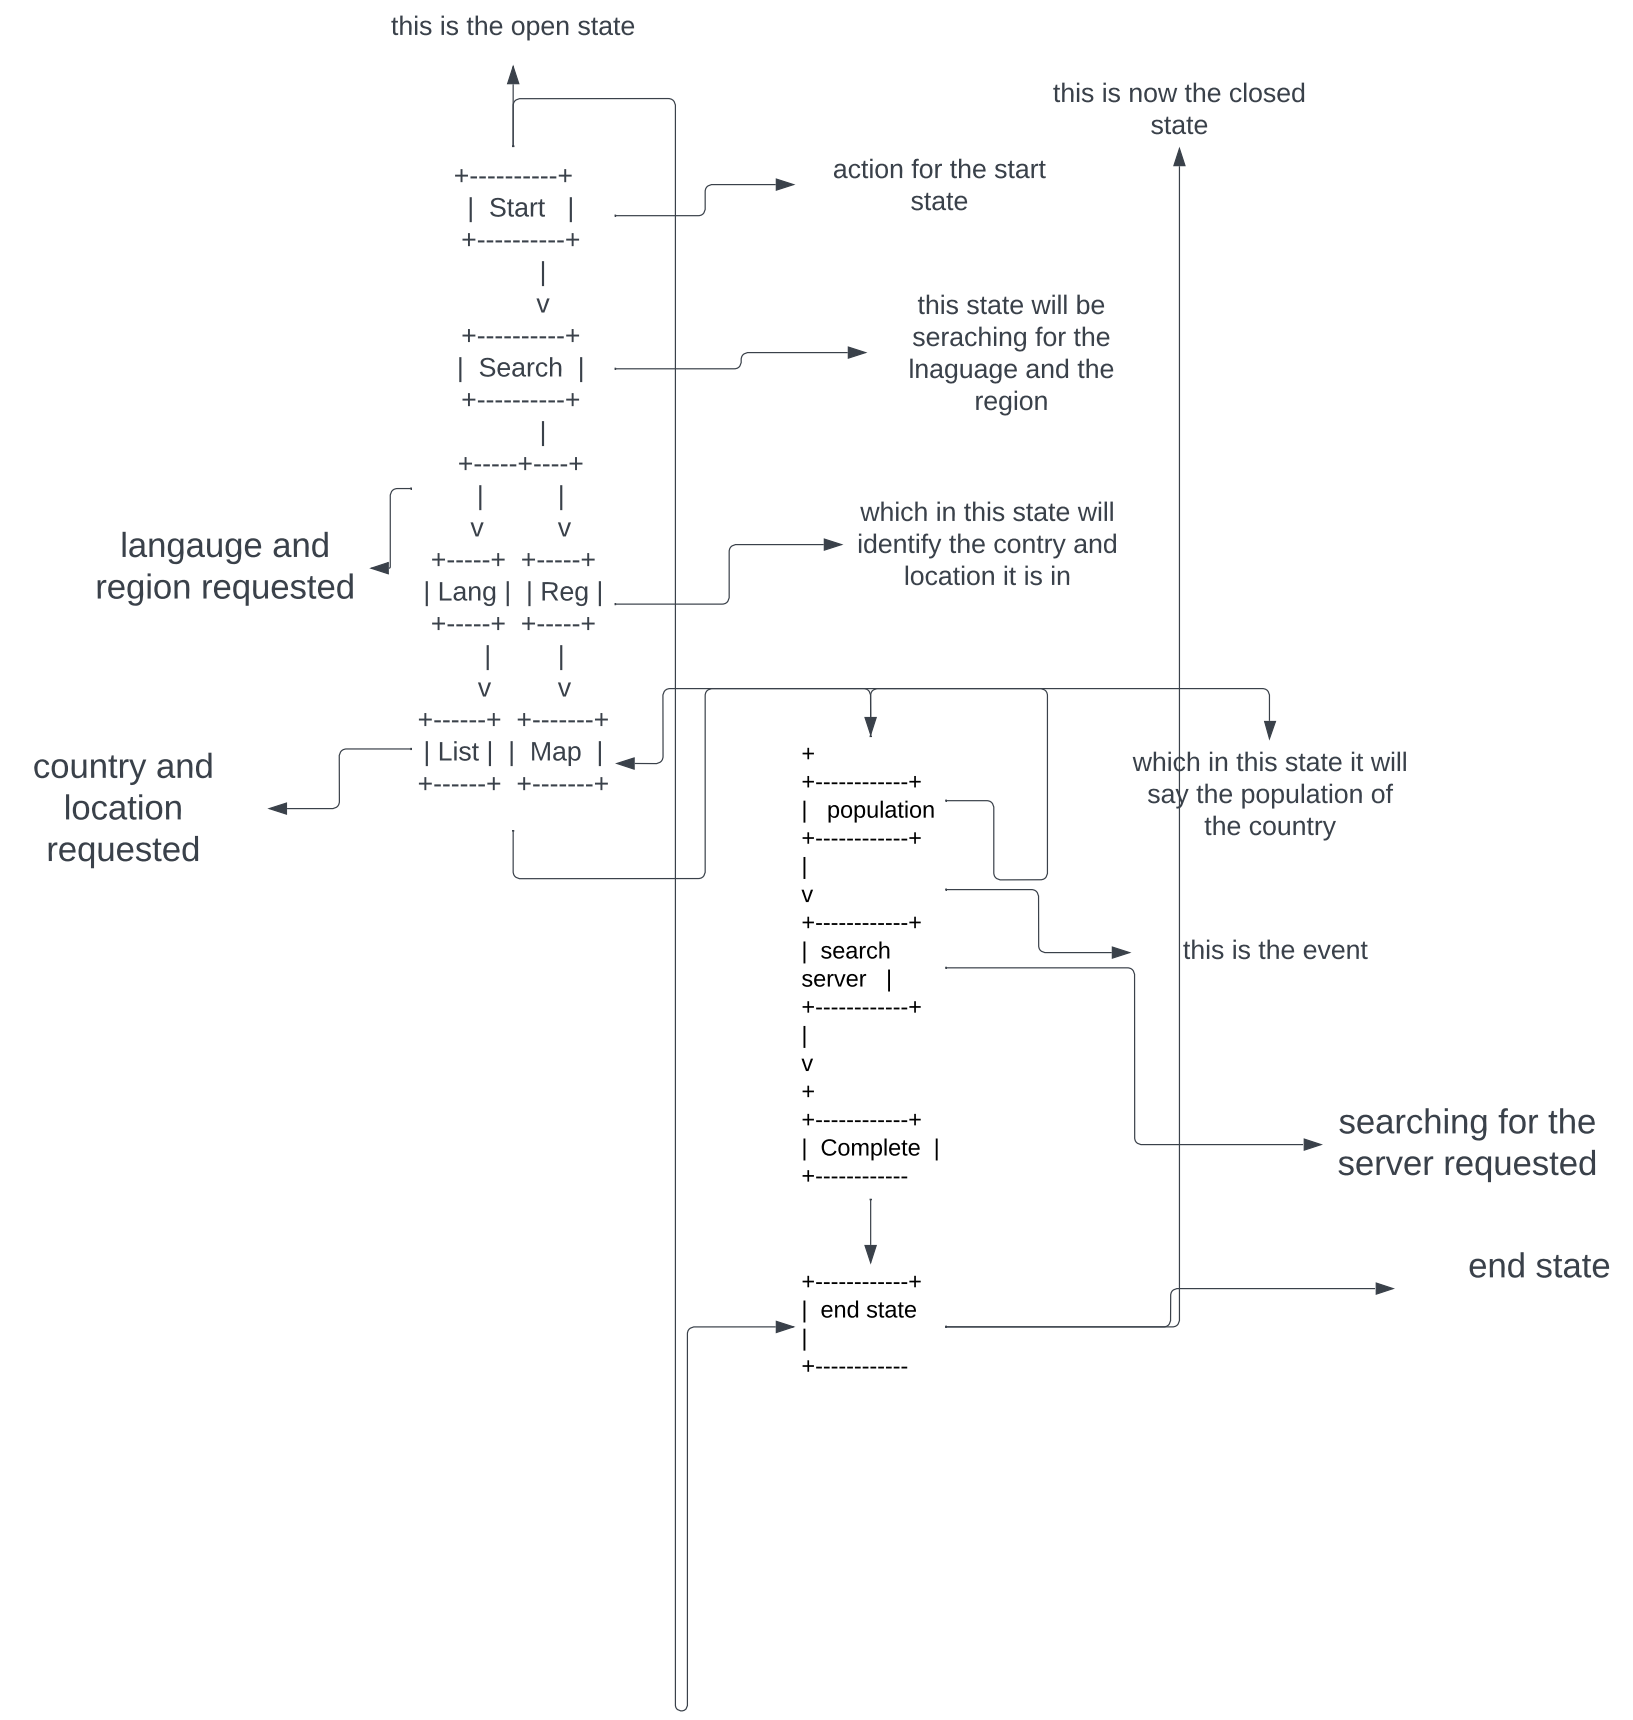 this is the open state
this is now the closed
state
action for the start
state
+-----------+
|  Start   |
+-----------+
|
v
this state will be
seraching for the
lnaguage and the
region
+-----------+
|  Search  |
+-----------+
|
+-----+----+
|          |
v          v
langauge and
region requested
which in this state will
identify the contry and
location it is in
+-----+  +-----+
| Lang |  | Reg |
+-----+  +-----+
|         |
v         v
+------+  +-------+
| List |  |  Map  |
+------+  +-------+
country and
location
requested
which in this state it will
say the population of
the country
+
+------------+
|   population
+------------+
|
v
+------------+
|  search
server   |
+------------+
|
v
+
+------------+
|  Complete  |
+------------
this is the event
searching for the
server requested
end state
+------------+
|  end state
|
+------------